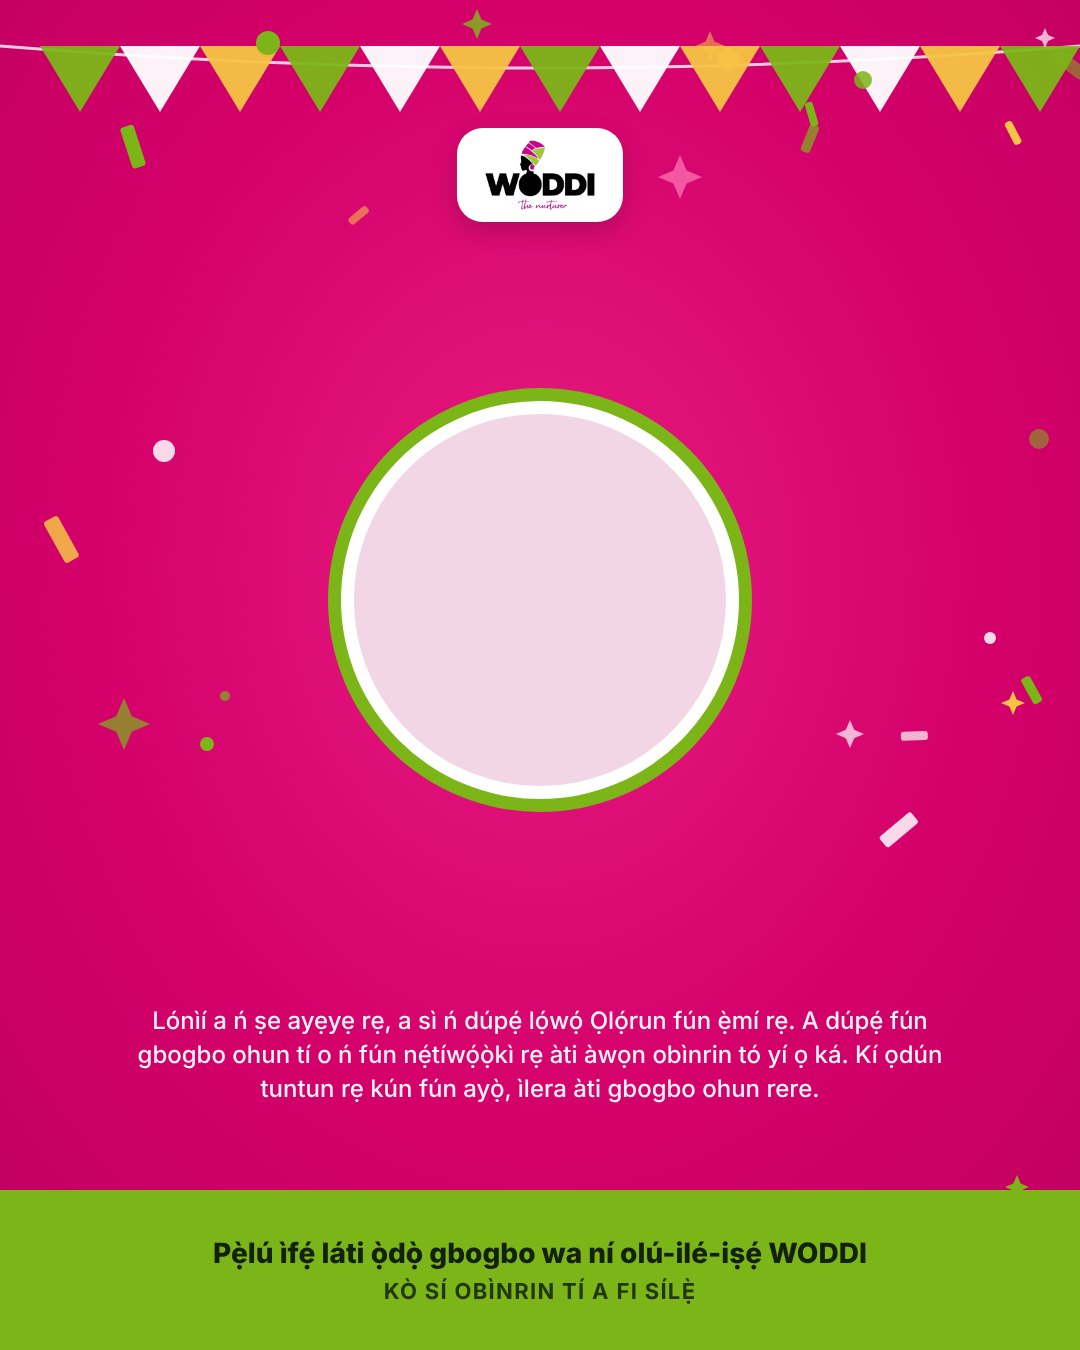 WODDI
the nurturer
Lónìí a ń ṣe ayẹyẹ rẹ, a sì ń dúpẹ́ lọ́wọ́ Ọlọ́run fún ẹ̀mí rẹ. A dúpẹ́ fún
gbogbo ohun tí o ń fún nẹ́tíwọ́ọ̀kì rẹ àti àwọn obìnrin tó yí ọ ká. Kí ọdún
tuntun rẹ kún fún ayọ̀, ìlera àti gbogbo ohun rere.
Pẹ̀lú ìfẹ́ láti ọ̀dọ̀ gbogbo wa ní olú-ilé-iṣẹ́ WODDI
KÒ SÍ OBÌNRIN TÍ A FI SÍLẸ̀